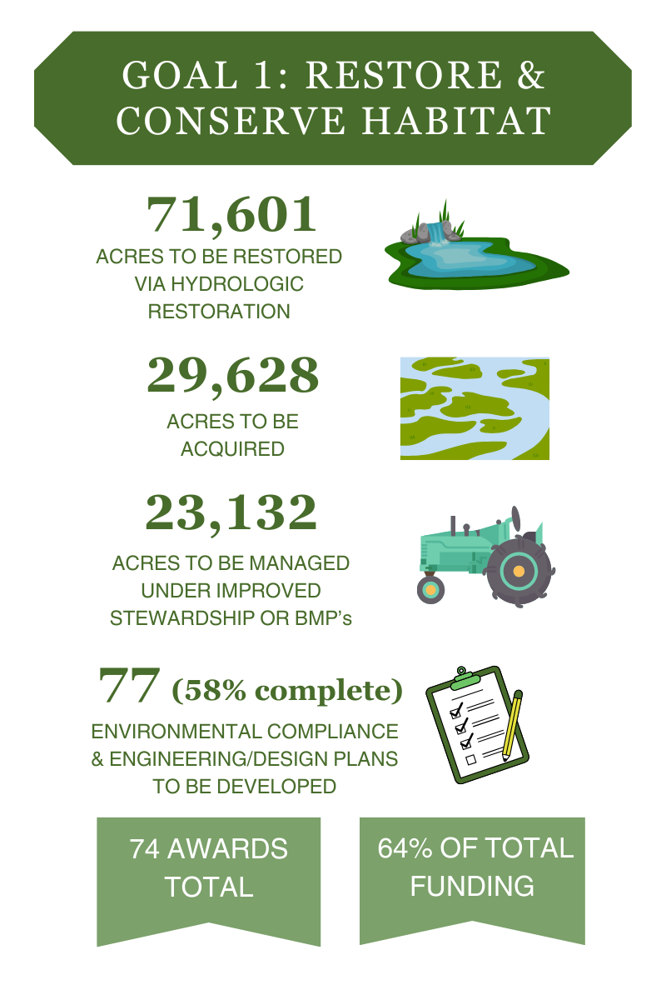 GOAL 1: RESTORE &
CONSERVE HABITAT
71,601
ACRES TO BE RESTORED
VIA HYDROLOGIC
RESTORATION
29,628
ACRES TO BE
ACQUIRED
23,132
ACRES TO BE MANAGED
UNDER IMPROVED
STEWARDSHIP OR BMP's
77 (58% complete)
ENVIRONMENTAL COMPLIANCE
& ENGINEERING/DESIGN PLANS
TO BE DEVELOPED
74 AWARDS
TOTAL
64% OF TOTAL
FUNDING